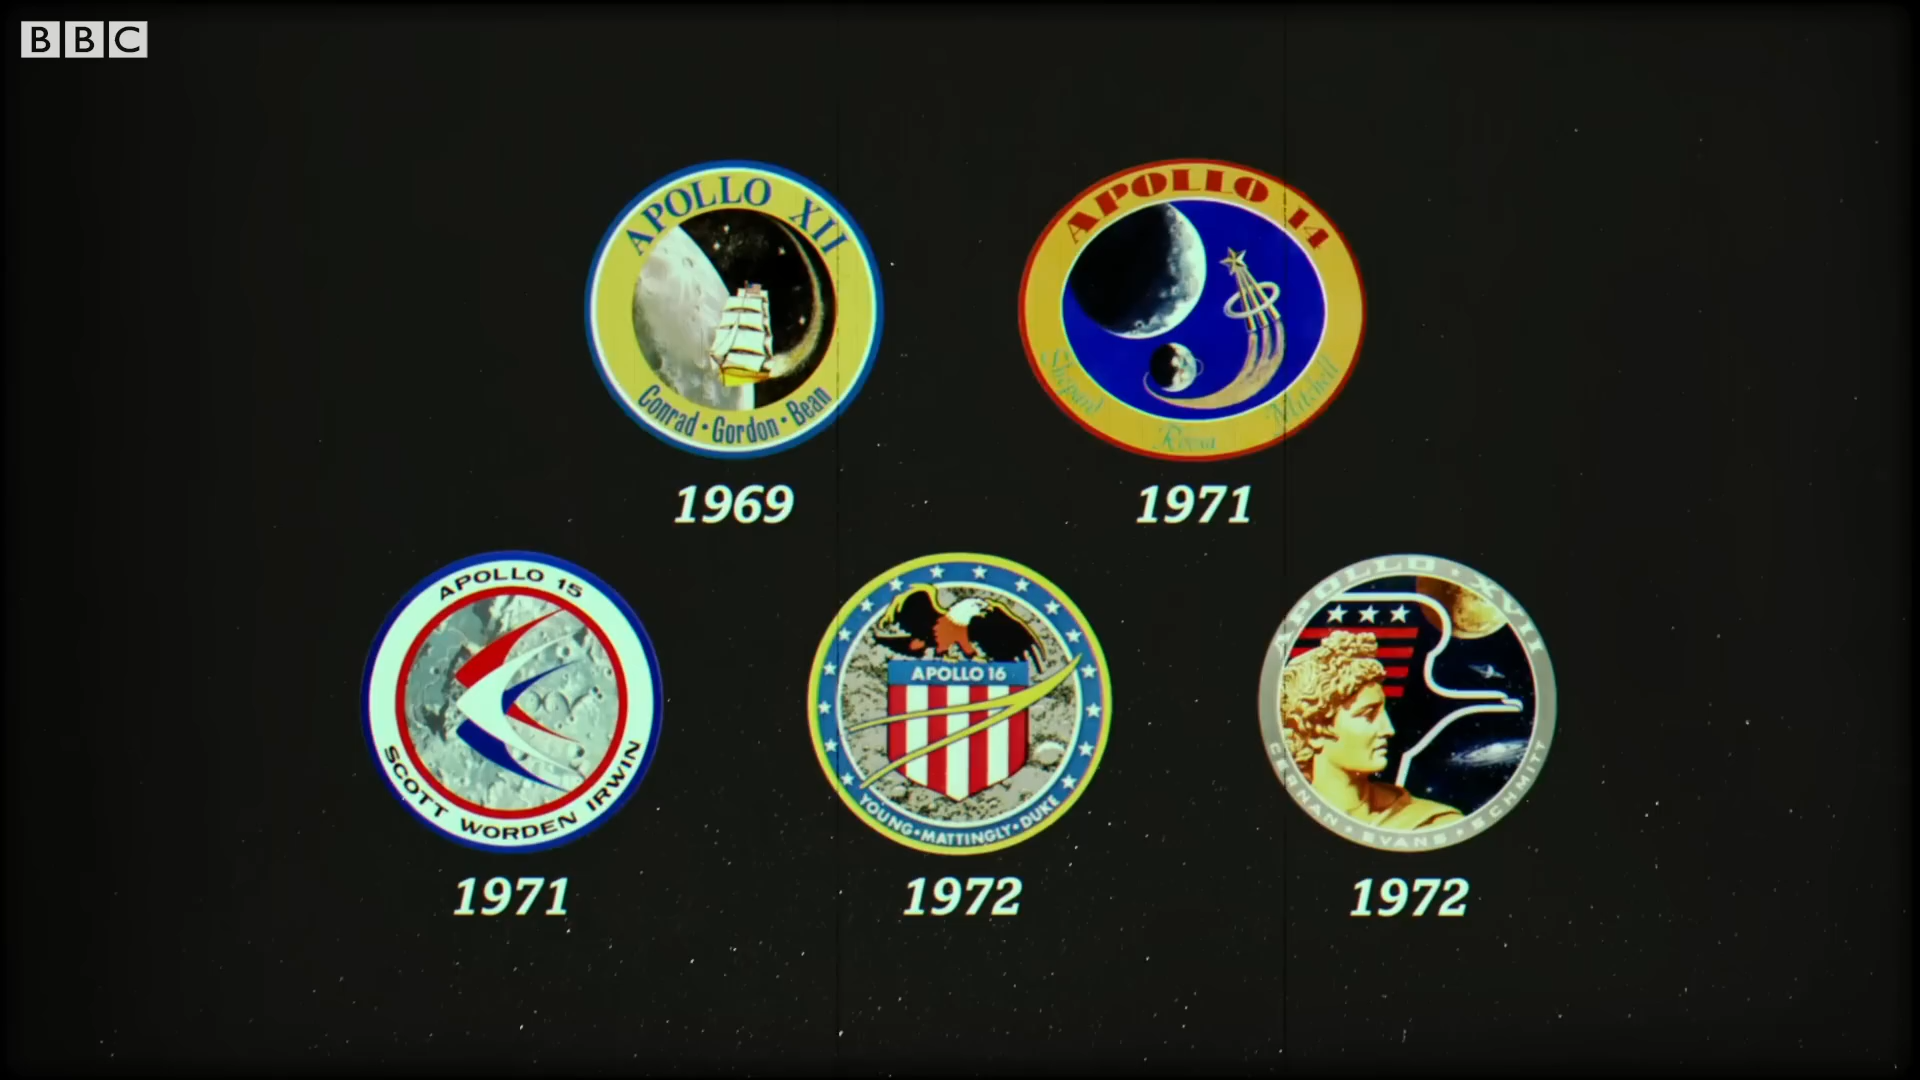 BBC
APOLLO XII
Conrad • Gordon • Bean
1969
APOLLO 14
Shepard
Roosa
Mitchell
1971
APOLLO 15
SCOTT WORDEN IRWIN
1971
APOLLO 16
YOUNG • MATTINGLY • DUKE
1972
APOLLO • XVII
CERNAN • EVANS • SCHMITT
1972